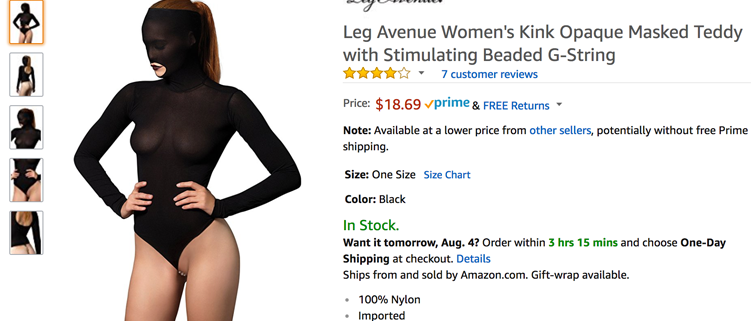 Leg Avenue
Leg Avenue Women's Kink Opaque Masked Teddy
with Stimulating Beaded G-String
7 customer reviews
Price: $18.69 prime & FREE Returns
Note: Available at a lower price from other sellers, potentially without free Prime
shipping.
Size: One Size Size Chart
Color: Black
In Stock.
Want it tomorrow, Aug. 4? Order within 3 hrs 15 mins and choose One-Day
Shipping at checkout. Details
Ships from and sold by Amazon.com. Gift-wrap available.
100% Nylon
Imported